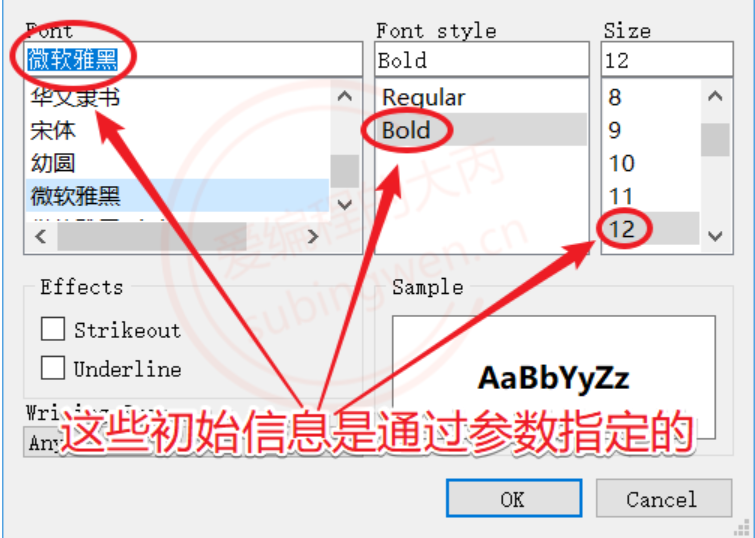 Font Font style Size
微软雅黑 Bold 12
华文隶书 Regular 8
宋体 Bold 9
幼圆 10
微软雅黑 11
12
Effects Sample
Strikeout
Underline
AaBbYyZz
这些初始信息是通过参数指定的
Any
OK Cancel
爱编程的大丙
subingwen.cn